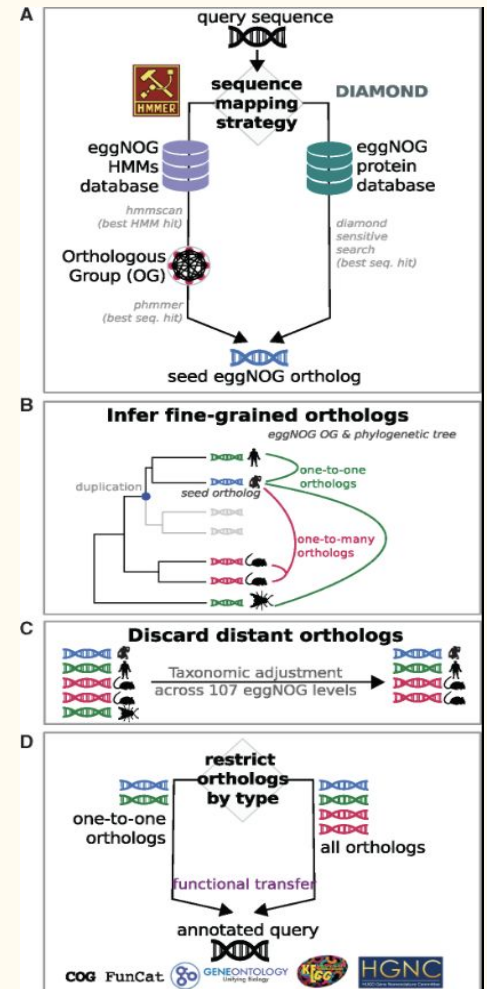 A
query sequence
HMMER
sequence
mapping
strategy
DIAMOND
eggNOG
HMMs
database
eggNOG
protein
database
hmmscan
(best HMM hit)
diamond
sensitive
search
(best seq. hit)
Orthologous
Group (OG)
phmmer
(best seq. hit)
seed eggNOG ortholog
B
Infer fine-grained orthologs
eggNOG OG & phylogenetic tree
duplication
seed ortholog
one-to-one
orthologs
one-to-many
orthologs
C
Discard distant orthologs
Taxonomic adjustment
across 107 eggNOG levels
D
restrict
orthologs
by type
one-to-one
orthologs
all orthologs
functional transfer
annotated query
COG FunCat
GENEONTOLOGY
Unifying Biology
KEGG
HGNC